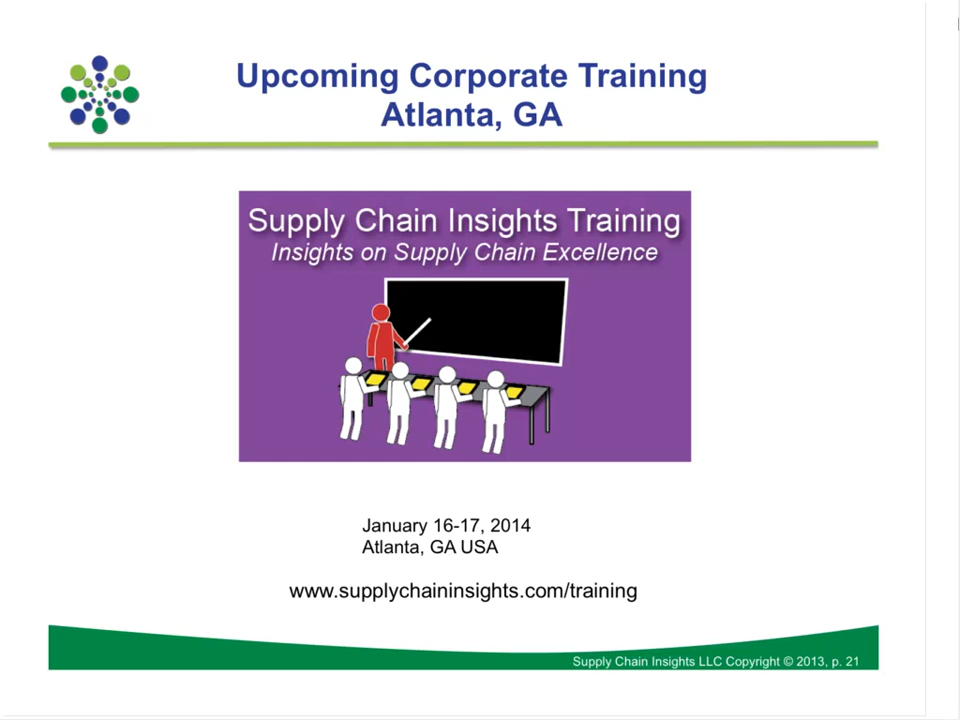 Upcoming Corporate Training
Atlanta, GA
Supply Chain Insights Training
Insights on Supply Chain Excellence
January 16-17, 2014
Atlanta, GA USA
www.supplychaininsights.com/training
Supply Chain Insights LLC Copyright © 2013, p. 21